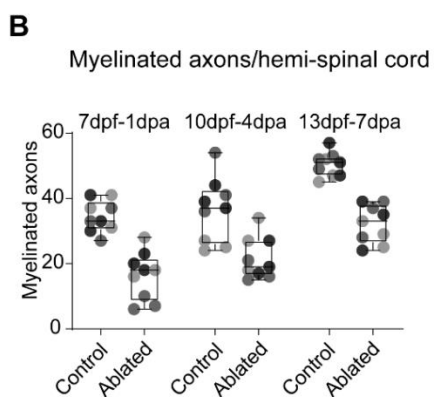 B
Myelinated axons/hemi-spinal cord
7dpf-1dpa 10dpf-4dpa 13dpf-7dpa
60
40
20
0
Myelinated axons
Control Ablated Control Ablated Control Ablated